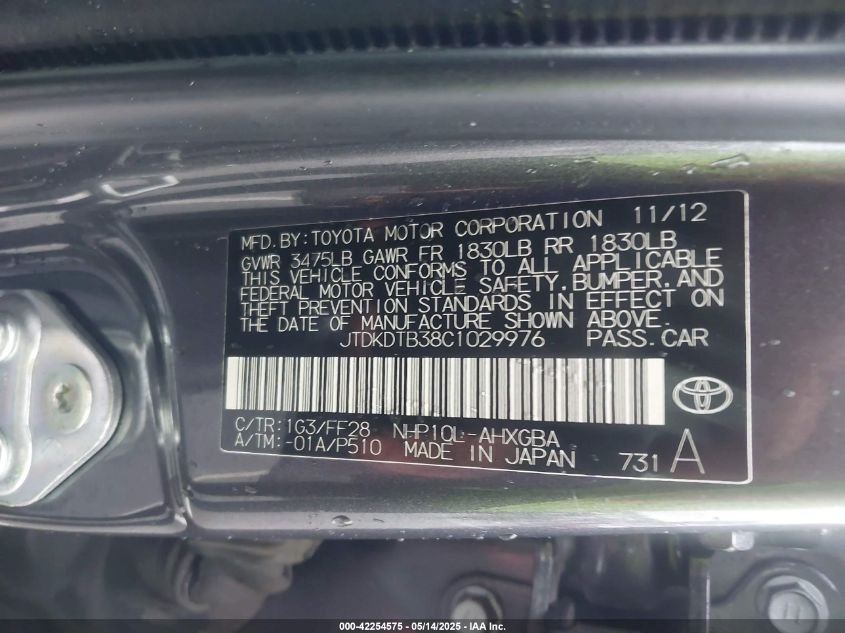 MFD. BY: TOYOTA MOTOR CORPORATION 11/12
GVWR 3475LB GAWR FR 1830LB RR 1830LB
THIS VEHICLE CONFORMS TO ALL APPLICABLE
FEDERAL MOTOR VEHICLE SAFETY, BUMPER, AND
THEFT PREVENTION STANDARDS IN EFFECT ON
THE DATE OF MANUFACTURE SHOWN ABOVE.
JTDKDTB38C1029976 PASS. CAR
C/TR: 1G3/FF28 NHP10L-AHXGBA
A/TM: -01A/P510 MADE IN JAPAN 731 A
000-42254575 - 05/14/2025 - IAA Inc.